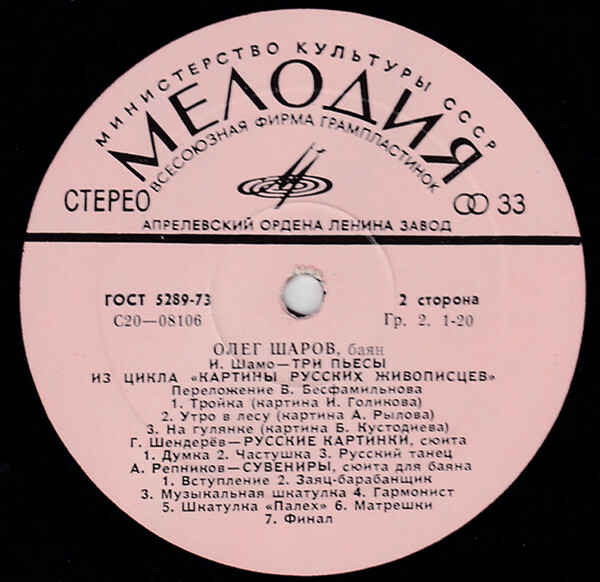 МИНИСТЕРСТВО КУЛЬТУРЫ СССР
МЕЛОДИЯ
ВСЕСОЮЗНАЯ ФИРМА ГРАМПЛАСТИНОК
СТЕРЕО
33
АПРЕЛЕВСКИЙ ОРДЕНА ЛЕНИНА ЗАВОД
ГОСТ 5289-73
2 сторона
С20—08106
Гр. 2. 1-20
ОЛЕГ ШАРОВ, баян
И. Шамо—ТРИ ПЬЕСЫ
ИЗ ЦИКЛА «КАРТИНЫ РУССКИХ ЖИВОПИСЦЕВ»
Переложение В. Бесфамильнова
1. Тройка (картина И. Голикова)
2. Утро в лесу (картина А. Рылова)
3. На гулянке (картина Б. Кустодиева)
Г. Шендерёв—РУССКИЕ КАРТИНКИ, сюита
1. Думка 2. Частушка 3. Русский танец
А. Репников—СУВЕНИРЫ, сюита для баяна
1. Вступление 2. Заяц-барабанщик
3. Музыкальная шкатулка 4. Гармонист
5. Шкатулка «Палех» 6. Матрешки
7. Финал